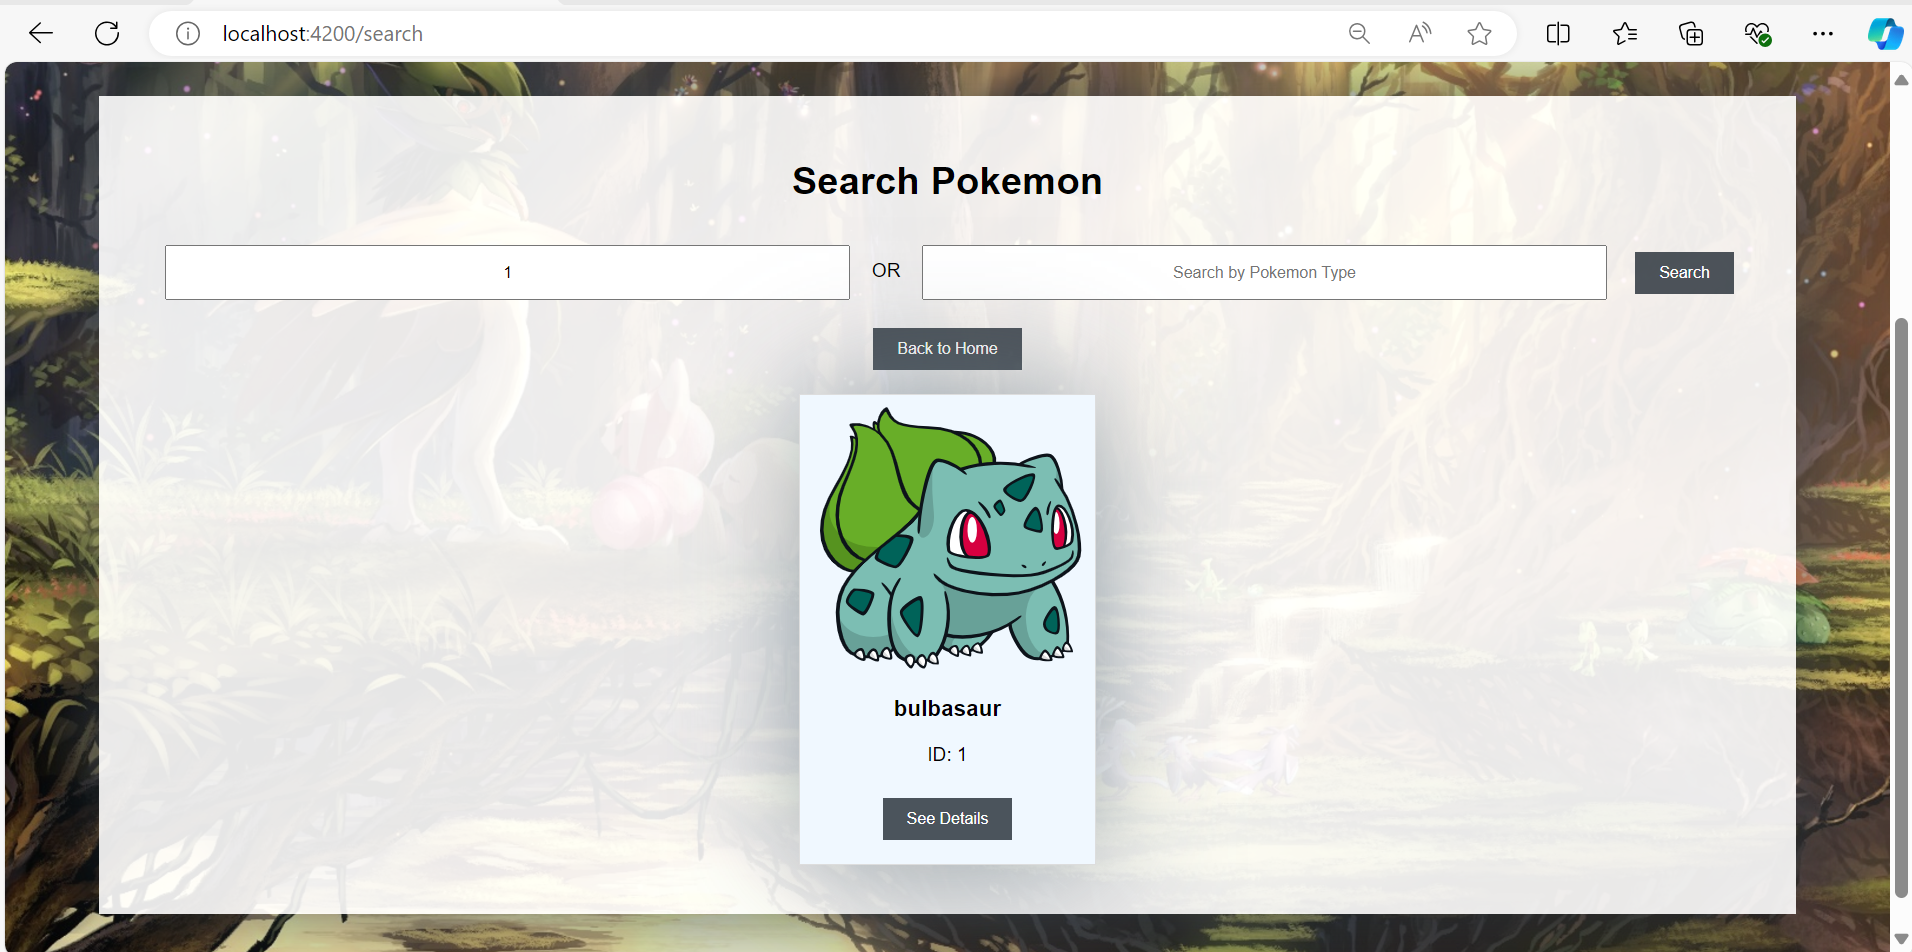 localhost:4200/search
Search Pokemon
1 OR Search by Pokemon Type Search
Back to Home
bulbasaur
ID: 1
See Details